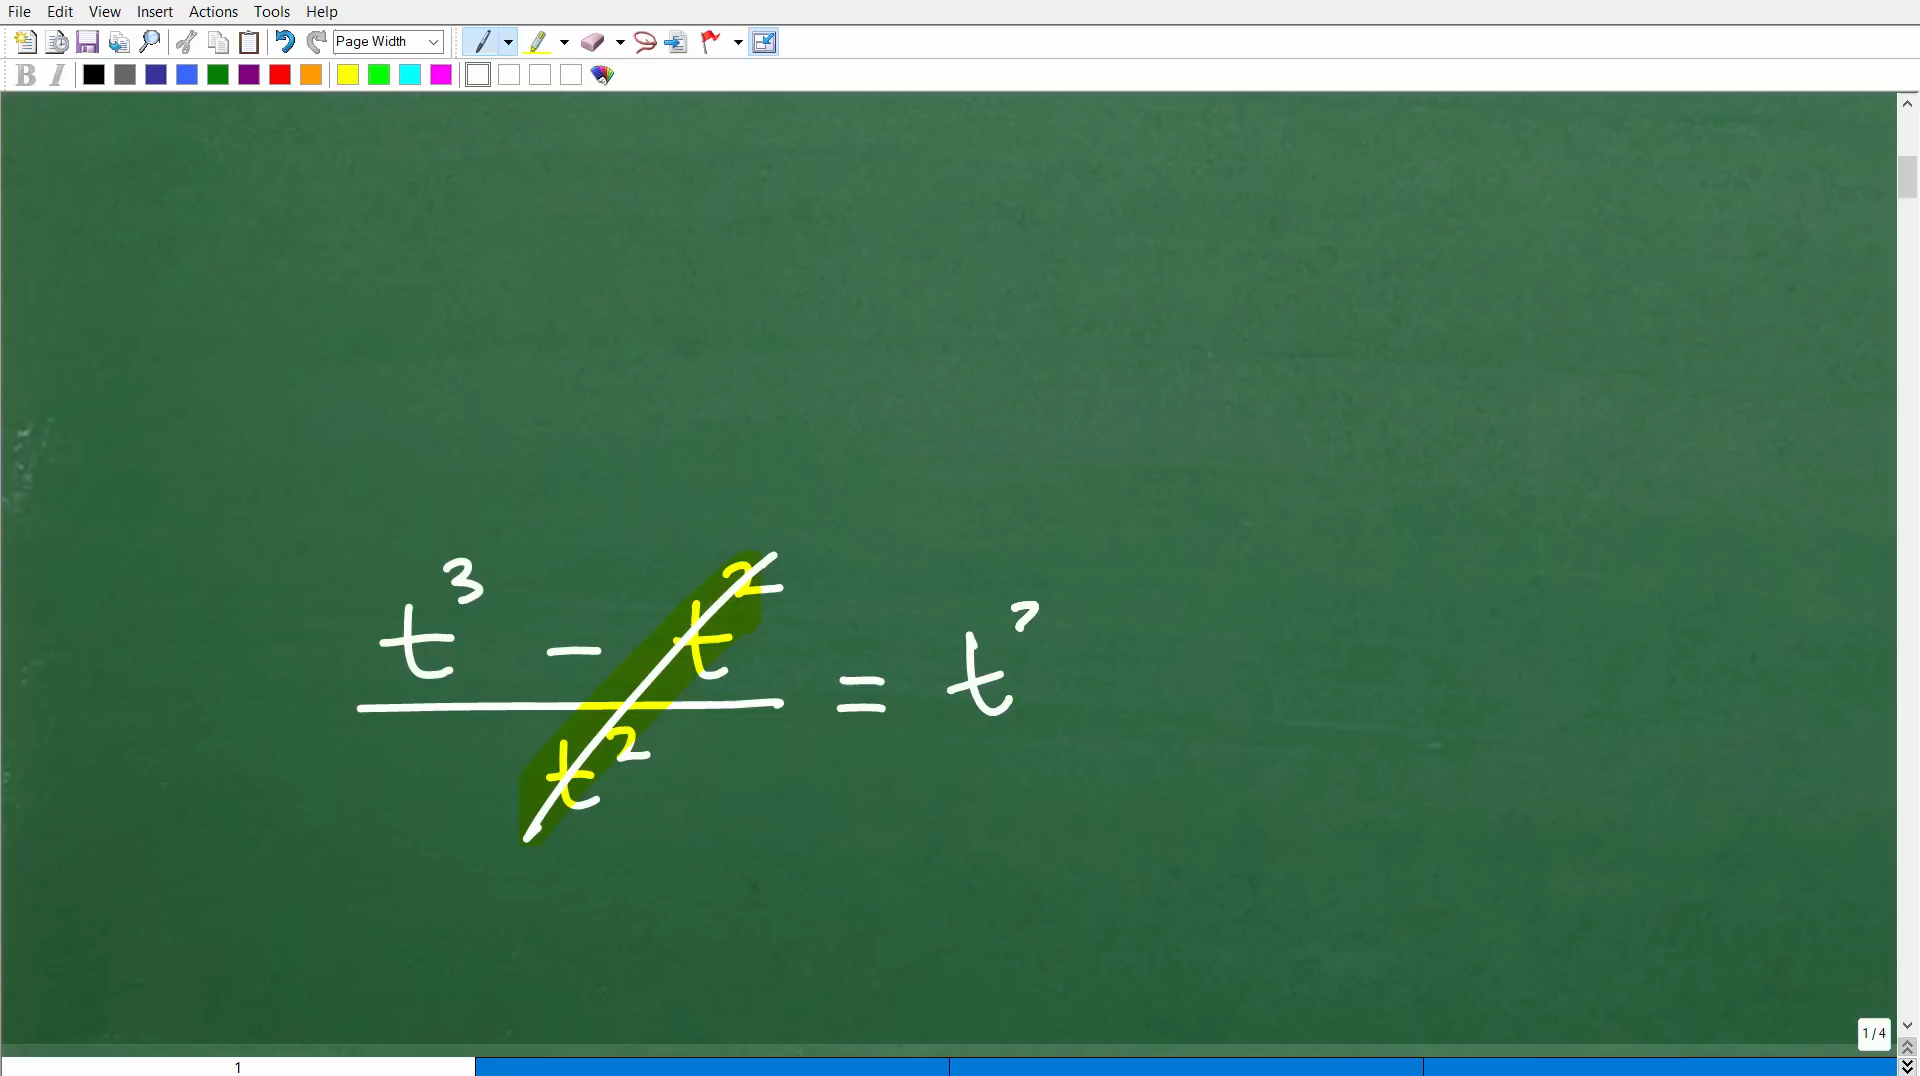 File Edit View Insert Actions Tools Help
Page Width
B I
t³ - t² = t
t²
1 / 4
1